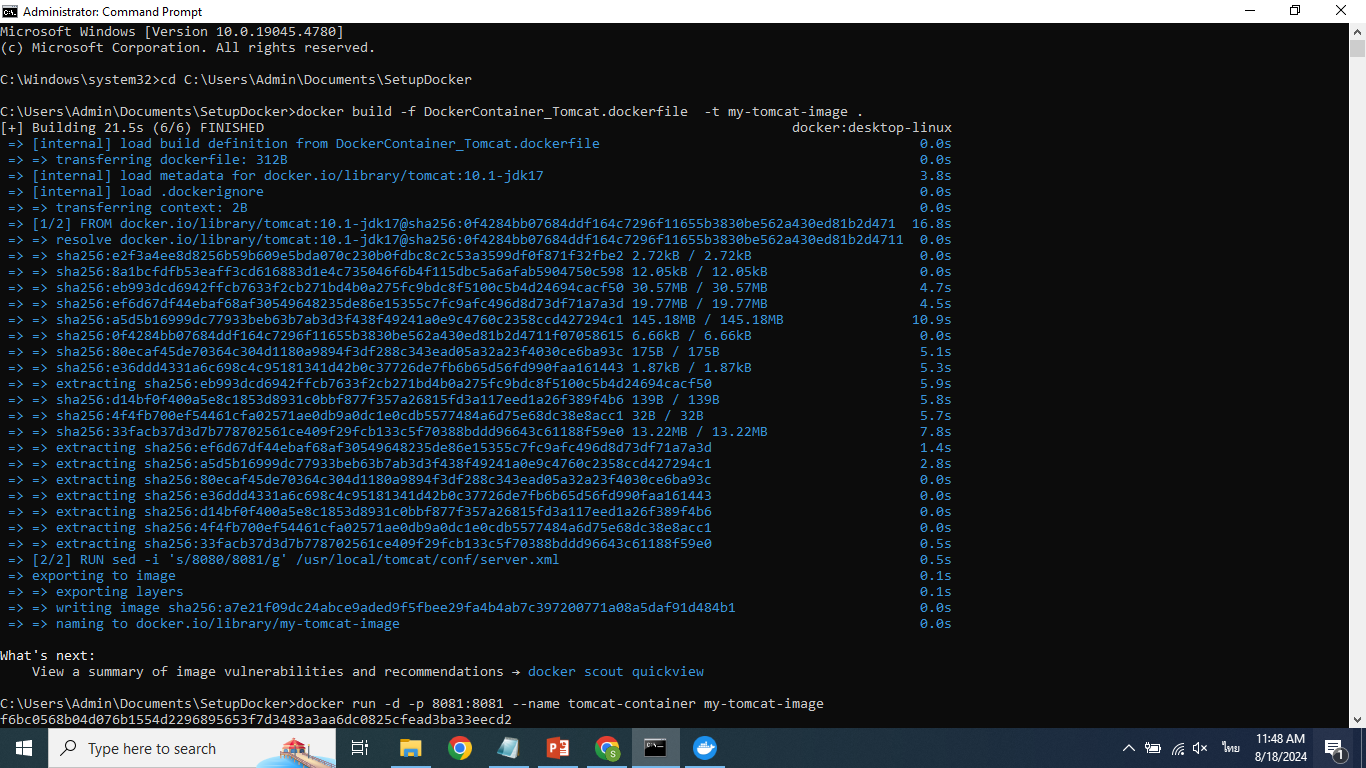 Administrator: Command Prompt
Microsoft Windows [Version 10.0.19045.4780]
(c) Microsoft Corporation. All rights reserved.
C:\Windows\system32>cd C:\Users\Admin\Documents\SetupDocker
C:\Users\Admin\Documents\SetupDocker>docker build -f DockerContainer_Tomcat.dockerfile  -t my-tomcat-image .
[+] Building 21.5s (6/6) FINISHED docker:desktop-linux
=> [internal] load build definition from DockerContainer_Tomcat.dockerfile 0.0s
=> => transferring dockerfile: 312B 0.0s
=> [internal] load metadata for docker.io/library/tomcat:10.1-jdk17 3.8s
=> [internal] load .dockerignore 0.0s
=> => transferring context: 2B 0.0s
=> [1/2] FROM docker.io/library/tomcat:10.1-jdk17@sha256:0f4284bb07684ddf164c7296f11655b3830be562a430ed81b2d471 16.8s
=> => resolve docker.io/library/tomcat:10.1-jdk17@sha256:0f4284bb07684ddf164c7296f11655b3830be562a430ed81b2d4711 0.0s
=> => sha256:e2f3a4ee8d8256b59b609e5bda070c230b0fdbc8c2c53a3599df0f871f32fbe2 2.72kB / 2.72kB 0.0s
=> => sha256:8a1bcfdfb53eaff3cd616883d1e4c735046f6b4f115dbc5a6afab5904750c598 12.05kB / 12.05kB 0.0s
=> => sha256:eb993dcd6942ffcb7633f2cb271bd4b0a275fc9bdc8f5100c5b4d24694cacf50 30.57MB / 30.57MB 4.7s
=> => sha256:ef6d67df44ebaf68af30549648235de86e15355c7fc9afc496d8d73df71a7a3d 19.77MB / 19.77MB 4.5s
=> => sha256:a5d5b16999dc77933beb63b7ab3d3f438f49241a0e9c4760c2358ccd427294c1 145.18MB / 145.18MB 10.9s
=> => sha256:0f4284bb07684ddf164c7296f11655b3830be562a430ed81b2d4711f07058615 6.66kB / 6.66kB 0.0s
=> => sha256:80ecaf45de70364c304d1180a9894f3df288c343ead05a32a23f4030ce6ba93c 175B / 175B 5.1s
=> => sha256:e36ddd4331a6c698c4c95181341d42b0c37726de7fb6b65d56fd990faa161443 1.87kB / 1.87kB 5.3s
=> => extracting sha256:eb993dcd6942ffcb7633f2cb271bd4b0a275fc9bdc8f5100c5b4d24694cacf50 5.9s
=> => sha256:d14bf0f400a5e8c1853d8931c0bbf877f357a26815fd3a117eed1a26f389f4b6 139B / 139B 5.8s
=> => sha256:4f4fb700ef54461cfa02571ae0db9a0dc1e0cdb5577484a6d75e68dc38e8acc1 32B / 32B 5.7s
=> => sha256:33facb37d3d7b778702561ce409f29fcb133c5f70388bddd96643c61188f59e0 13.22MB / 13.22MB 7.8s
=> => extracting sha256:ef6d67df44ebaf68af30549648235de86e15355c7fc9afc496d8d73df71a7a3d 1.4s
=> => extracting sha256:a5d5b16999dc77933beb63b7ab3d3f438f49241a0e9c4760c2358ccd427294c1 2.8s
=> => extracting sha256:80ecaf45de70364c304d1180a9894f3df288c343ead05a32a23f4030ce6ba93c 0.0s
=> => extracting sha256:e36ddd4331a6c698c4c95181341d42b0c37726de7fb6b65d56fd990faa161443 0.0s
=> => extracting sha256:d14bf0f400a5e8c1853d8931c0bbf877f357a26815fd3a117eed1a26f389f4b6 0.0s
=> => extracting sha256:4f4fb700ef54461cfa02571ae0db9a0dc1e0cdb5577484a6d75e68dc38e8acc1 0.0s
=> => extracting sha256:33facb37d3d7b778702561ce409f29fcb133c5f70388bddd96643c61188f59e0 0.5s
=> [2/2] RUN sed -i 's/8080/8081/g' /usr/local/tomcat/conf/server.xml 0.5s
=> exporting to image 0.1s
=> => exporting layers 0.1s
=> => writing image sha256:a7e21f09dc24abce9aded9f5fbee29fa4b4ab7c397200771a08a5daf91d484b1 0.0s
=> => naming to docker.io/library/my-tomcat-image 0.0s
What's next:
View a summary of image vulnerabilities and recommendations → docker scout quickview
C:\Users\Admin\Documents\SetupDocker>docker run -d -p 8081:8081 --name tomcat-container my-tomcat-image
f6bc0568b04d076b1554d2296895653f7d3483a3aa6dc0825cfead3ba33eecd2
Type here to search
ไทย
11:48 AM
8/18/2024
1